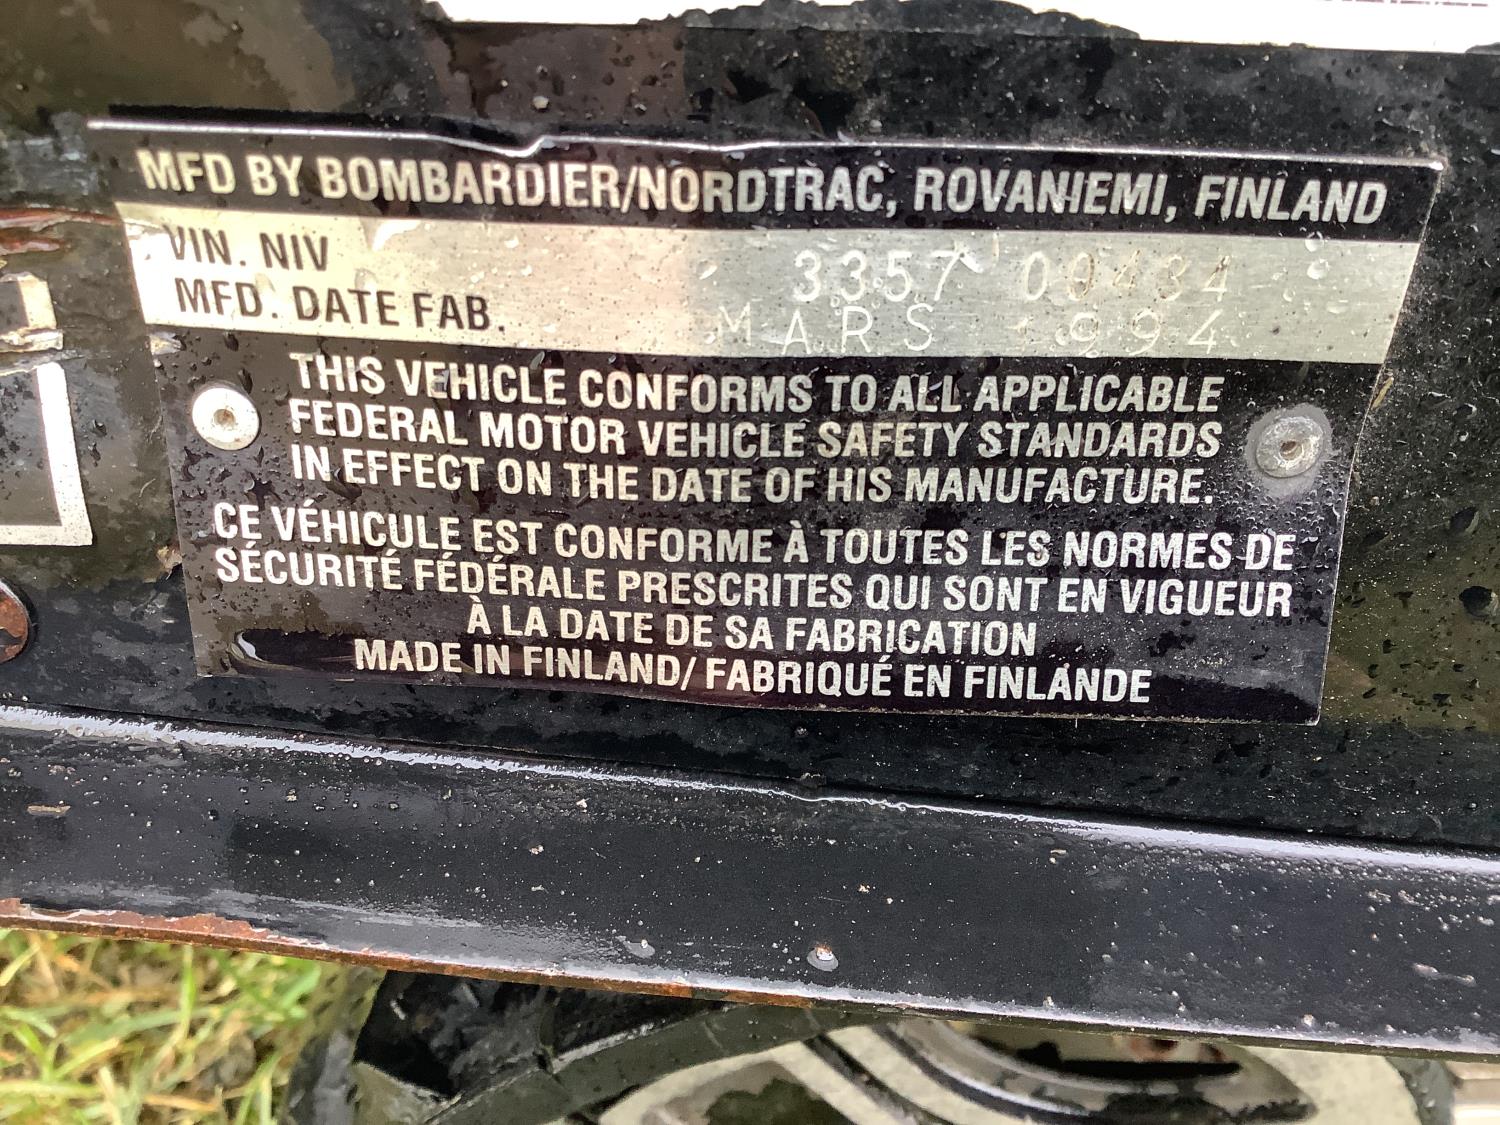 MFD BY BOMBARDIER/NORDTRAC, ROVANIEMI, FINLAND
VIN. NIV 3357 00484
MFD. DATE FAB. MARS 1994
THIS VEHICLE CONFORMS TO ALL APPLICABLE
FEDERAL MOTOR VEHICLE SAFETY STANDARDS
IN EFFECT ON THE DATE OF HIS MANUFACTURE.
CE VÉHICULE EST CONFORME À TOUTES LES NORMES DE
SÉCURITÉ FÉDÉRALE PRESCRITES QUI SONT EN VIGUEUR
À LA DATE DE SA FABRICATION
MADE IN FINLAND/ FABRIQUÉ EN FINLANDE